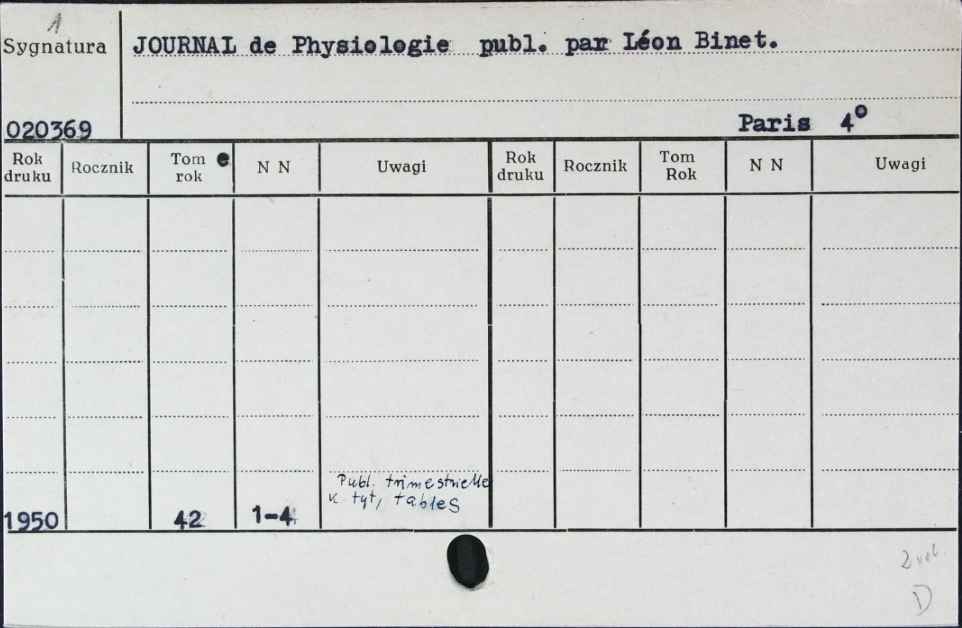 1
Sygnatura
JOURNAL de Physiologie publ. par Léon Binet.
020369
Paris 4°
Rok druku Rocznik Tom e rok N N Uwagi Rok druku Rocznik Tom Rok N N Uwagi
Publ. trimestrielle
k. tyt, tables
1950 42 1-4
2 vol.
D